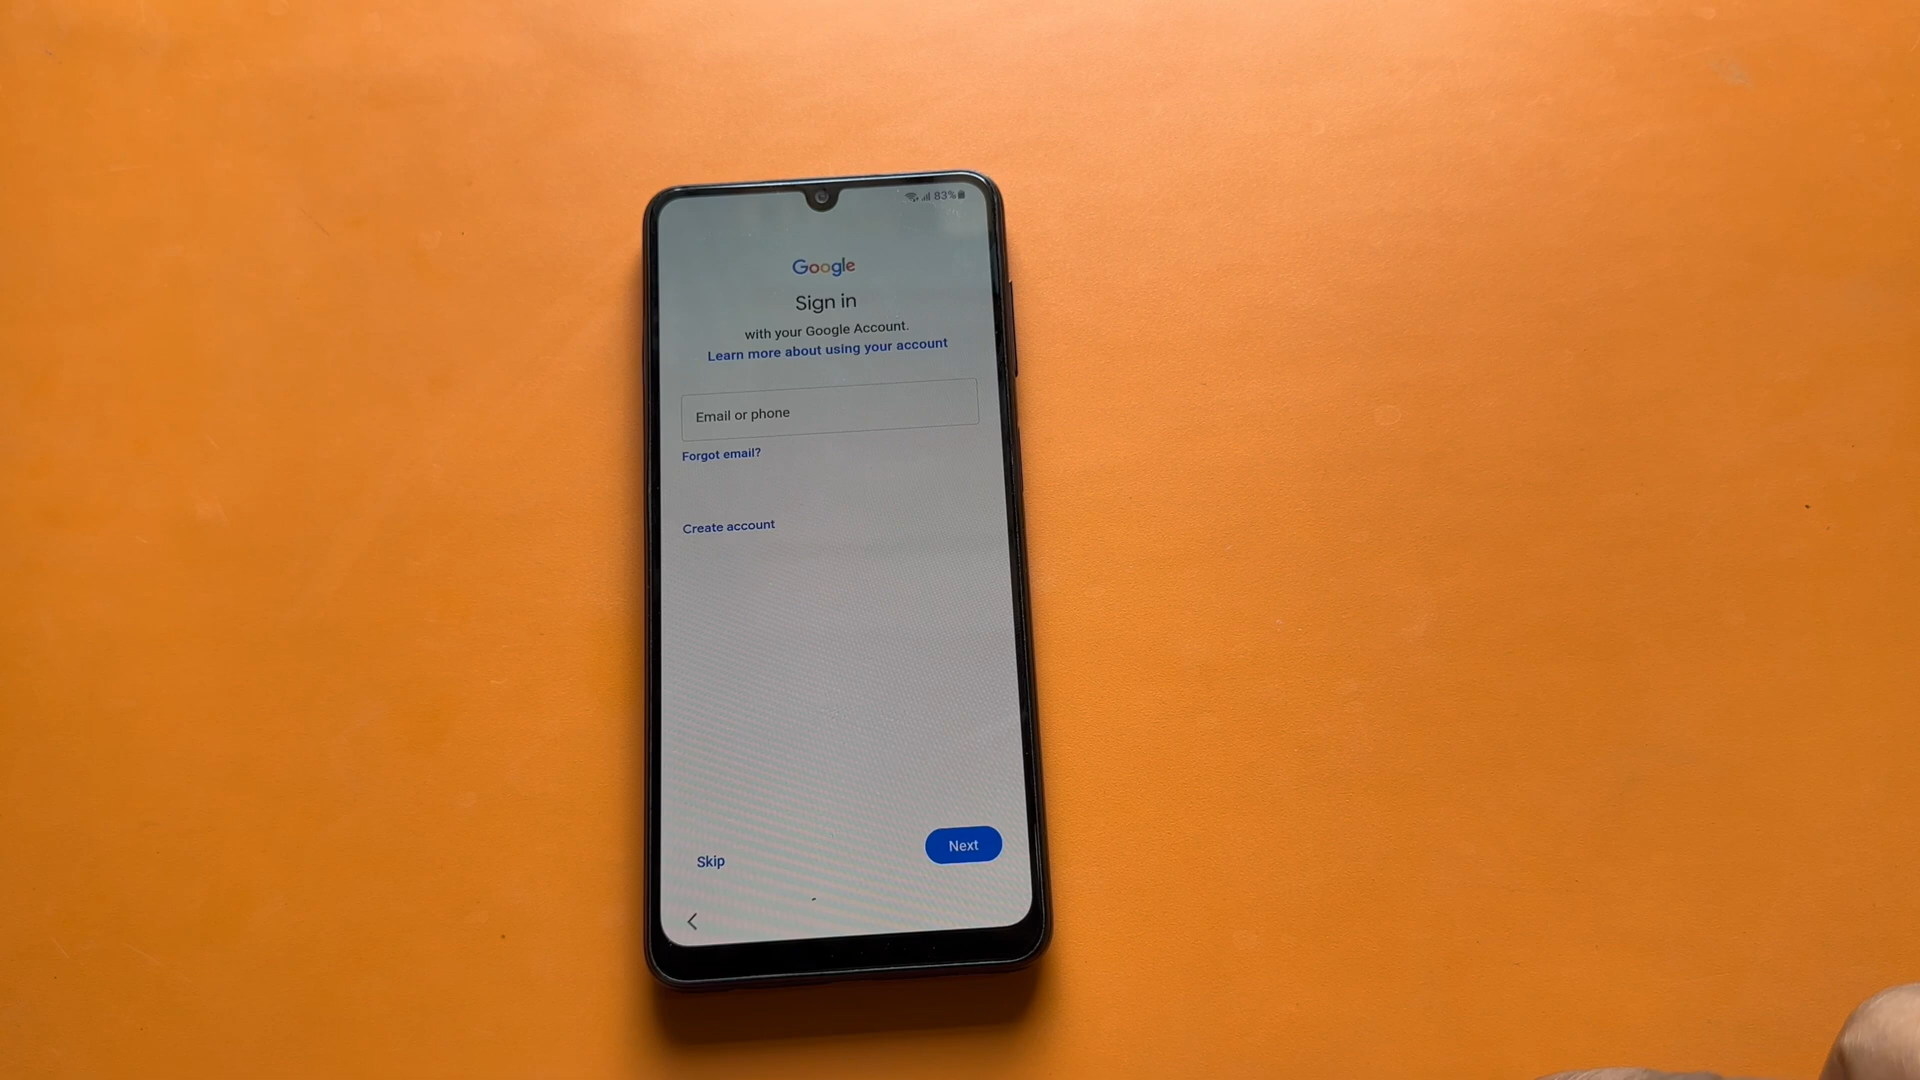 83%
Google
Sign in
with your Google Account.
Learn more about using your account
Email or phone
Forgot email?
Create account
Skip
Next